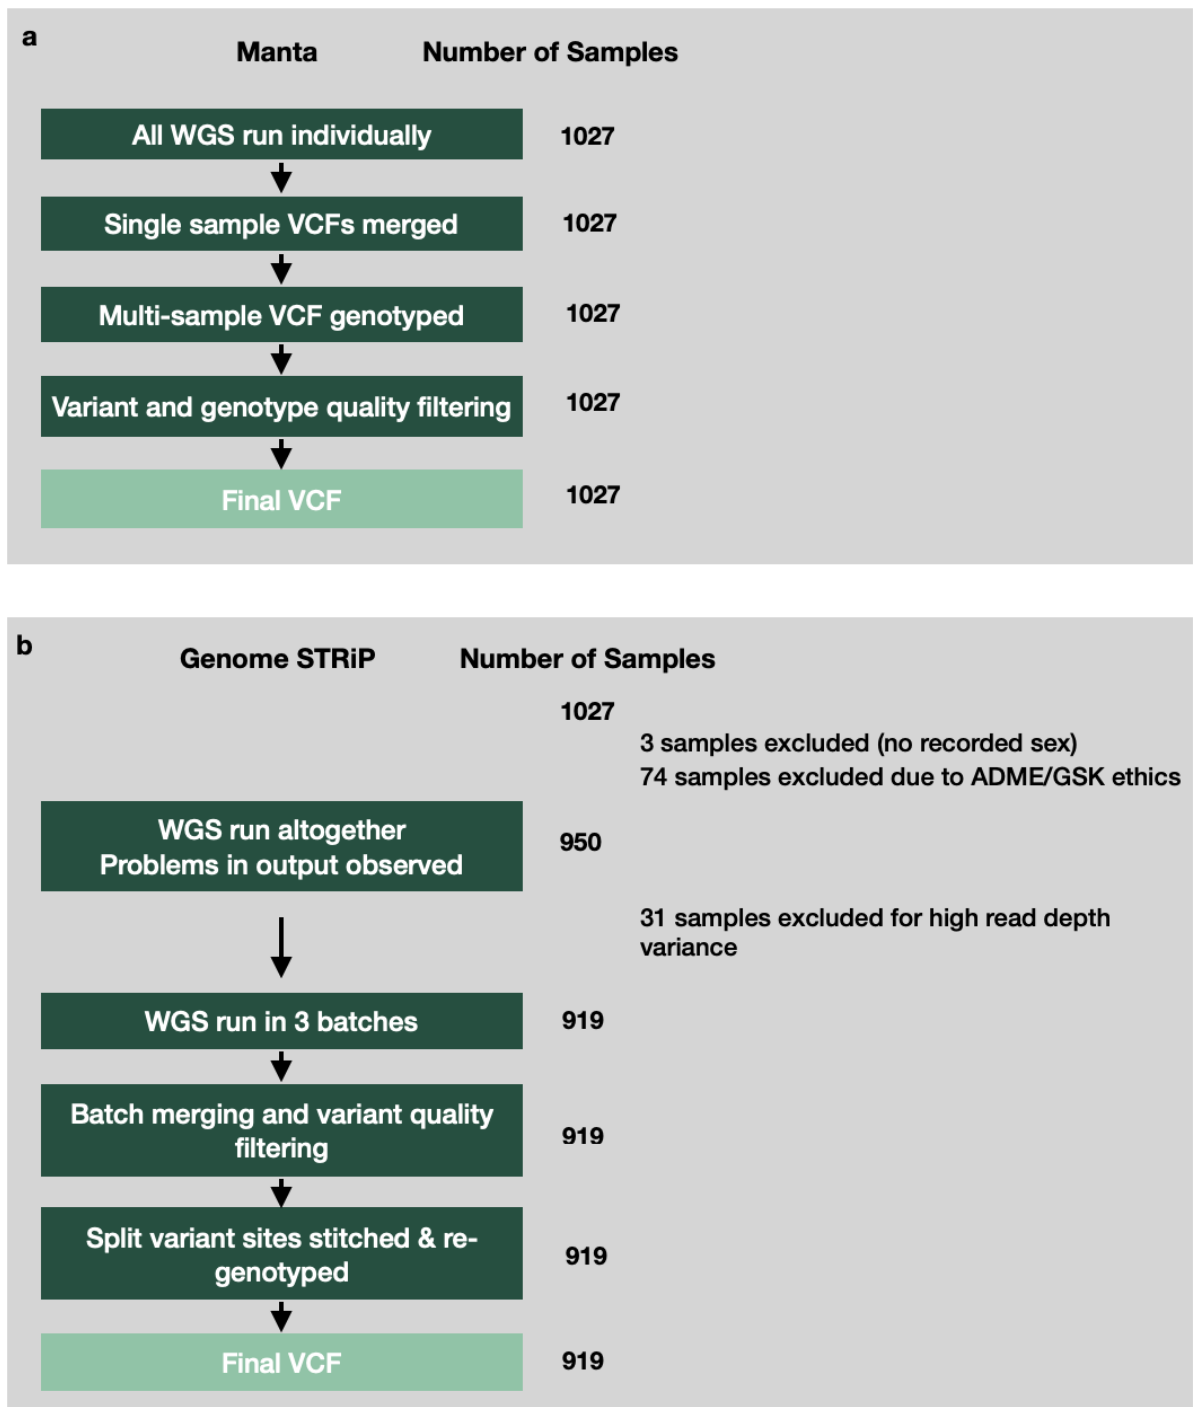 a
Manta Number of Samples
All WGS run individually 1027
Single sample VCFs merged 1027
Multi-sample VCF genotyped 1027
Variant and genotype quality filtering 1027
Final VCF 1027
b
Genome STRiP Number of Samples
1027
3 samples excluded (no recorded sex)
74 samples excluded due to ADME/GSK ethics
WGS run altogether
Problems in output observed
950
31 samples excluded for high read depth
variance
WGS run in 3 batches 919
Batch merging and variant quality
filtering
919
Split variant sites stitched & re-
genotyped
919
Final VCF 919